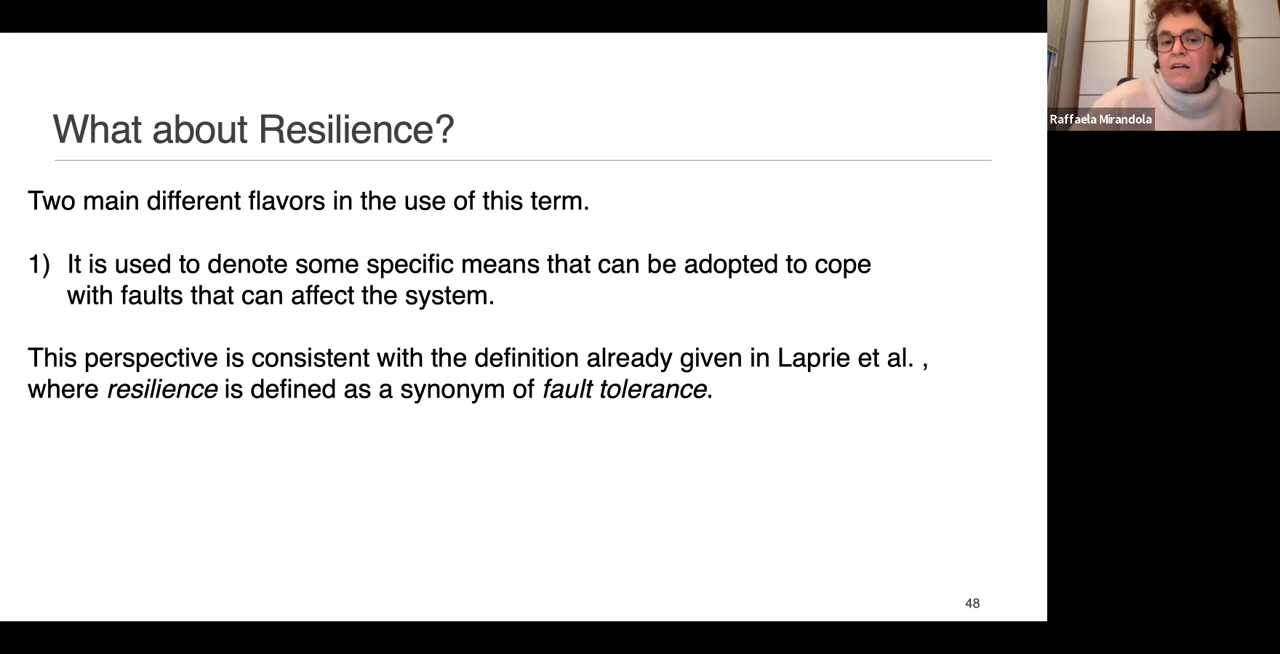 What about Resilience?
Two main different flavors in the use of this term.
1) It is used to denote some specific means that can be adopted to cope
with faults that can affect the system.
This perspective is consistent with the definition already given in Laprie et al. ,
where resilience is defined as a synonym of fault tolerance.
48
Raffaela Mirandola